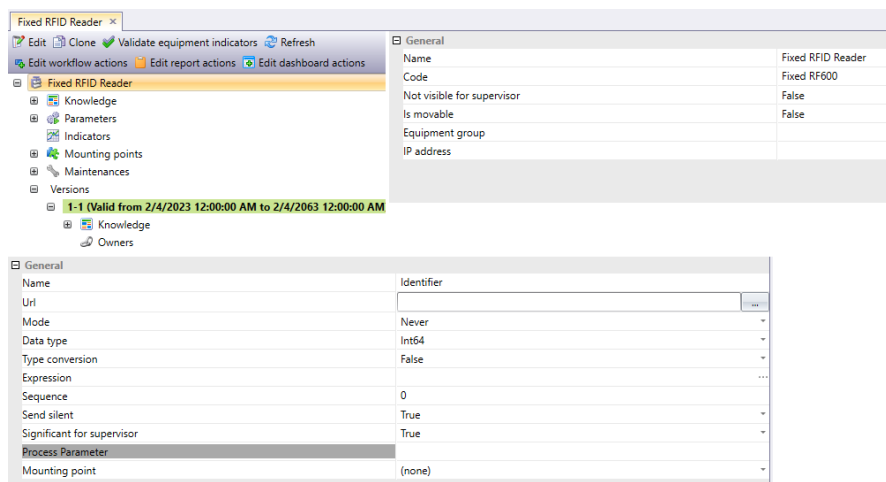 Fixed RFID Reader ×
Edit Clone Validate equipment indicators Refresh
Edit workflow actions Edit report actions Edit dashboard actions
Fixed RFID Reader
Knowledge
Parameters
Indicators
Mounting points
Maintenances
Versions
1-1 (Valid from 2/4/2023 12:00:00 AM to 2/4/2063 12:00:00 AM
Knowledge
Owners
General
Name Fixed RFID Reader
Code Fixed RF600
Not visible for supervisor False
Is movable False
Equipment group
IP address
General
Name Identifier
Url ...
Mode Never
Data type Int64
Type conversion False
Expression ...
Sequence 0
Send silent True
Significant for supervisor True
Process Parameter
Mounting point (none)